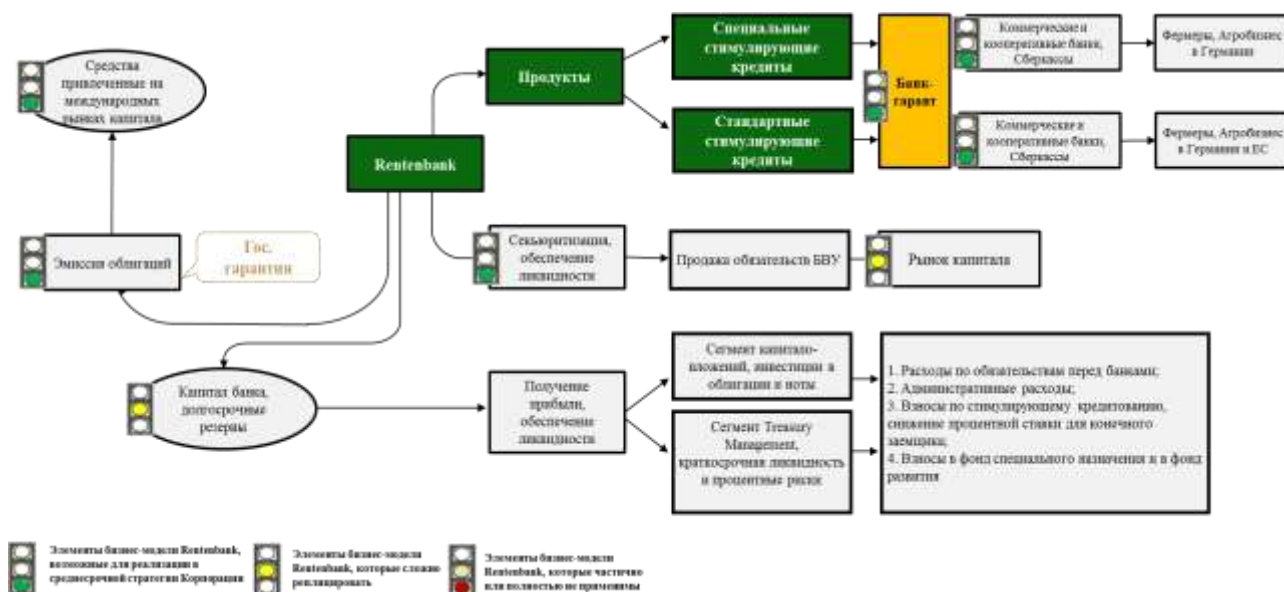 Средства
привлеченные на
международных
рынках капитала
Эмиссия облигаций
Гос.
гарантии
Rentenbank
Продукты
Специальные
стимулирующие
кредиты
Стандартные
стимулирующие
кредиты
Банк-
гарант
Коммерческие и
кооперативные банки,
Сберкассы
Фермеры, Агробизнес
в Германии
Коммерческие и
кооперативные банки,
Сберкассы
Фермеры, Агробизнес
в Германии и ЕС
Секьюритизация,
обеспечение
ликвидности
Продажа обязательств БВУ
Рынок капитала
Капитал банка,
долгосрочные
резервы
Получение
прибыли,
обеспечение
ликвидности
Сегмент капитало-
вложений, инвестиции в
облигации и ноты
Сегмент Treasury
Management,
краткосрочная ликвидность
и процентные риски
1. Расходы по обязательствам перед банками;
2. Административные расходы;
3. Взносы по стимулирующему кредитованию,
снижение процентной ставки для конечного
заемщика;
4. Взносы в фонд специального назначения и в фонд
развития
Элементы бизнес-модели Rentenbank,
возможные для реализации в
среднесрочной стратегии Корпорации
Элементы бизнес-модели
Rentenbank, которые сложно
реплицировать
Элементы бизнес-модели
Rentenbank, которые частично
или полностью не применимы